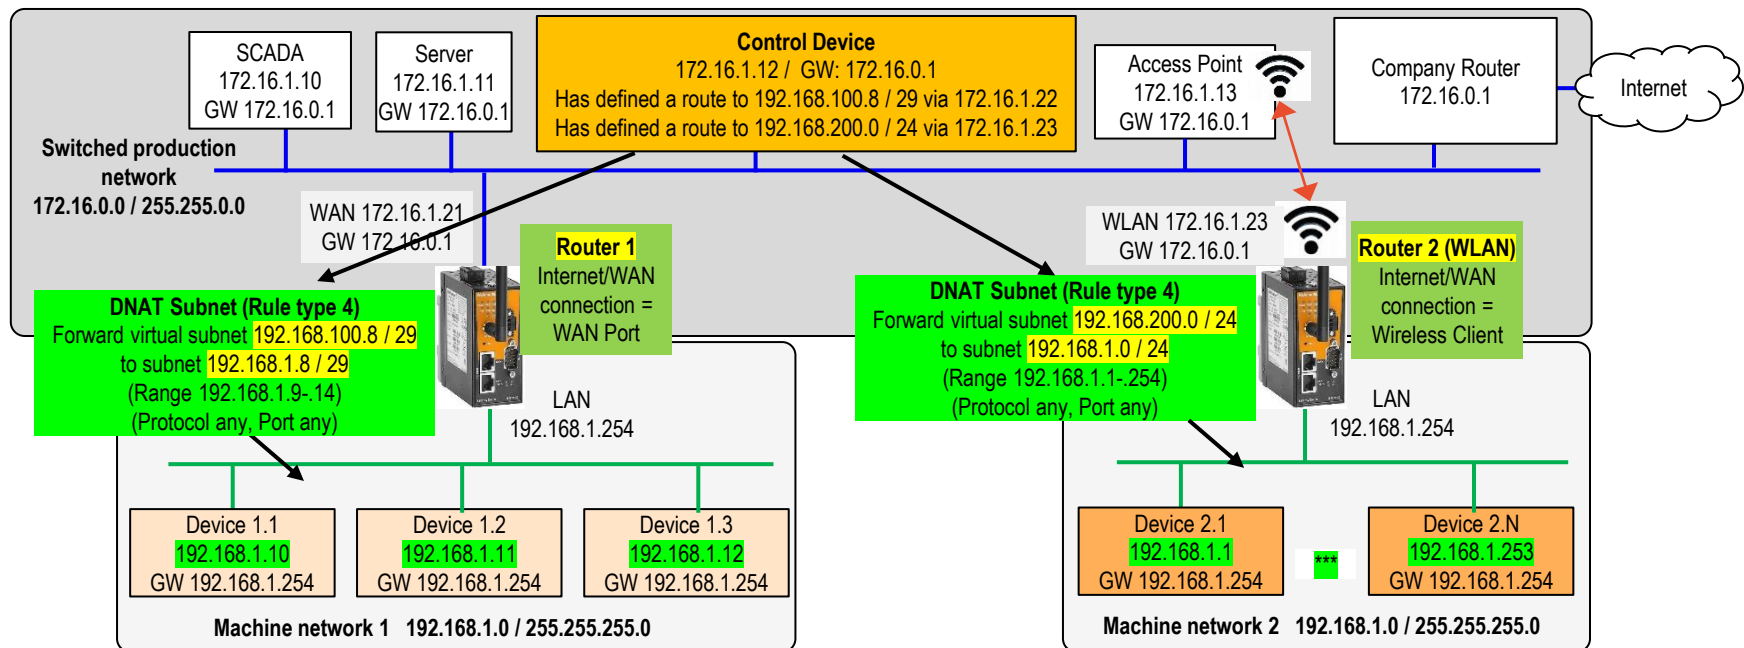 SCADA
172.16.1.10
GW 172.16.0.1
Server
172.16.1.11
GW 172.16.0.1
Control Device
172.16.1.12 / GW: 172.16.0.1
Has defined a route to 192.168.100.8 / 29 via 172.16.1.22
Has defined a route to 192.168.200.0 / 24 via 172.16.1.23
Access Point
172.16.1.13
GW 172.16.0.1
Company Router
172.16.0.1
Internet
Switched production
network
172.16.0.0 / 255.255.0.0
WAN 172.16.1.21
GW 172.16.0.1
Router 1
Internet/WAN
connection =
WAN Port
WLAN 172.16.1.23
GW 172.16.0.1
Router 2 (WLAN)
Internet/WAN
connection =
Wireless Client
DNAT Subnet (Rule type 4)
Forward virtual subnet 192.168.100.8 / 29
to subnet 192.168.1.8 / 29
(Range 192.168.1.9-.14)
(Protocol any, Port any)
DNAT Subnet (Rule type 4)
Forward virtual subnet 192.168.200.0 / 24
to subnet 192.168.1.0 / 24
(Range 192.168.1.1-.254)
(Protocol any, Port any)
LAN
192.168.1.254
LAN
192.168.1.254
Device 1.1
192.168.1.10
GW 192.168.1.254
Device 1.2
192.168.1.11
GW 192.168.1.254
Device 1.3
192.168.1.12
GW 192.168.1.254
Device 2.1
192.168.1.1
GW 192.168.1.254
***
Device 2.N
192.168.1.253
GW 192.168.1.254
Machine network 1 192.168.1.0 / 255.255.255.0
Machine network 2 192.168.1.0 / 255.255.255.0